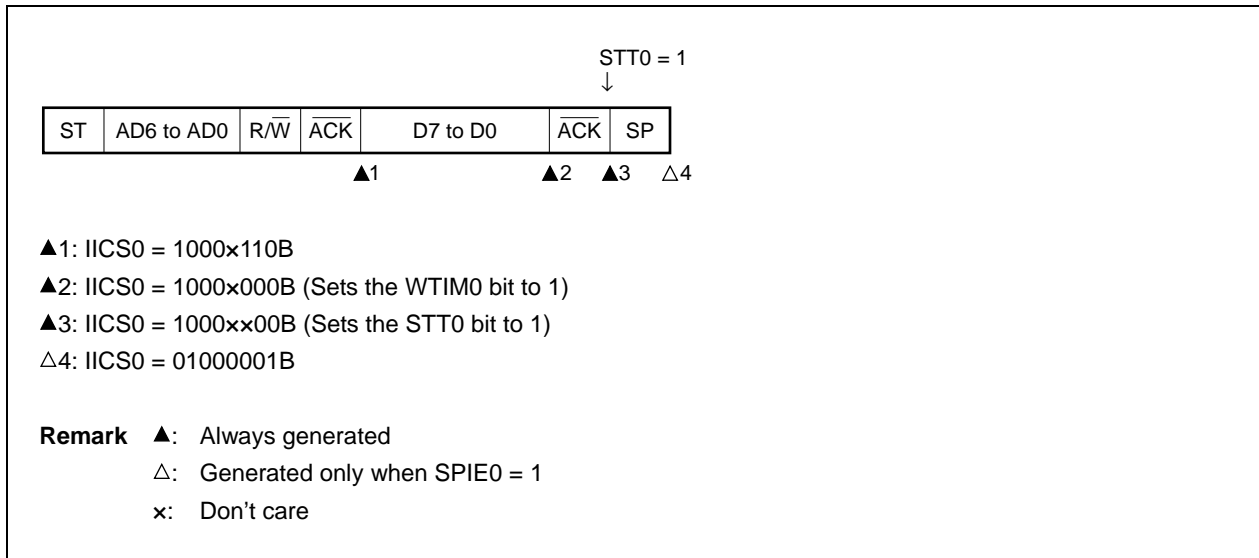 STT0 = 1
↓
ST AD6 to AD0 R/W̅ A̅C̅K̅ D7 to D0 A̅C̅K̅ SP
▲1 ▲2 ▲3 △4
▲1: IICS0 = 1000×110B
▲2: IICS0 = 1000×000B (Sets the WTIM0 bit to 1)
▲3: IICS0 = 1000××00B (Sets the STT0 bit to 1)
△4: IICS0 = 01000001B
Remark ▲: Always generated
△: Generated only when SPIE0 = 1
×: Don't care